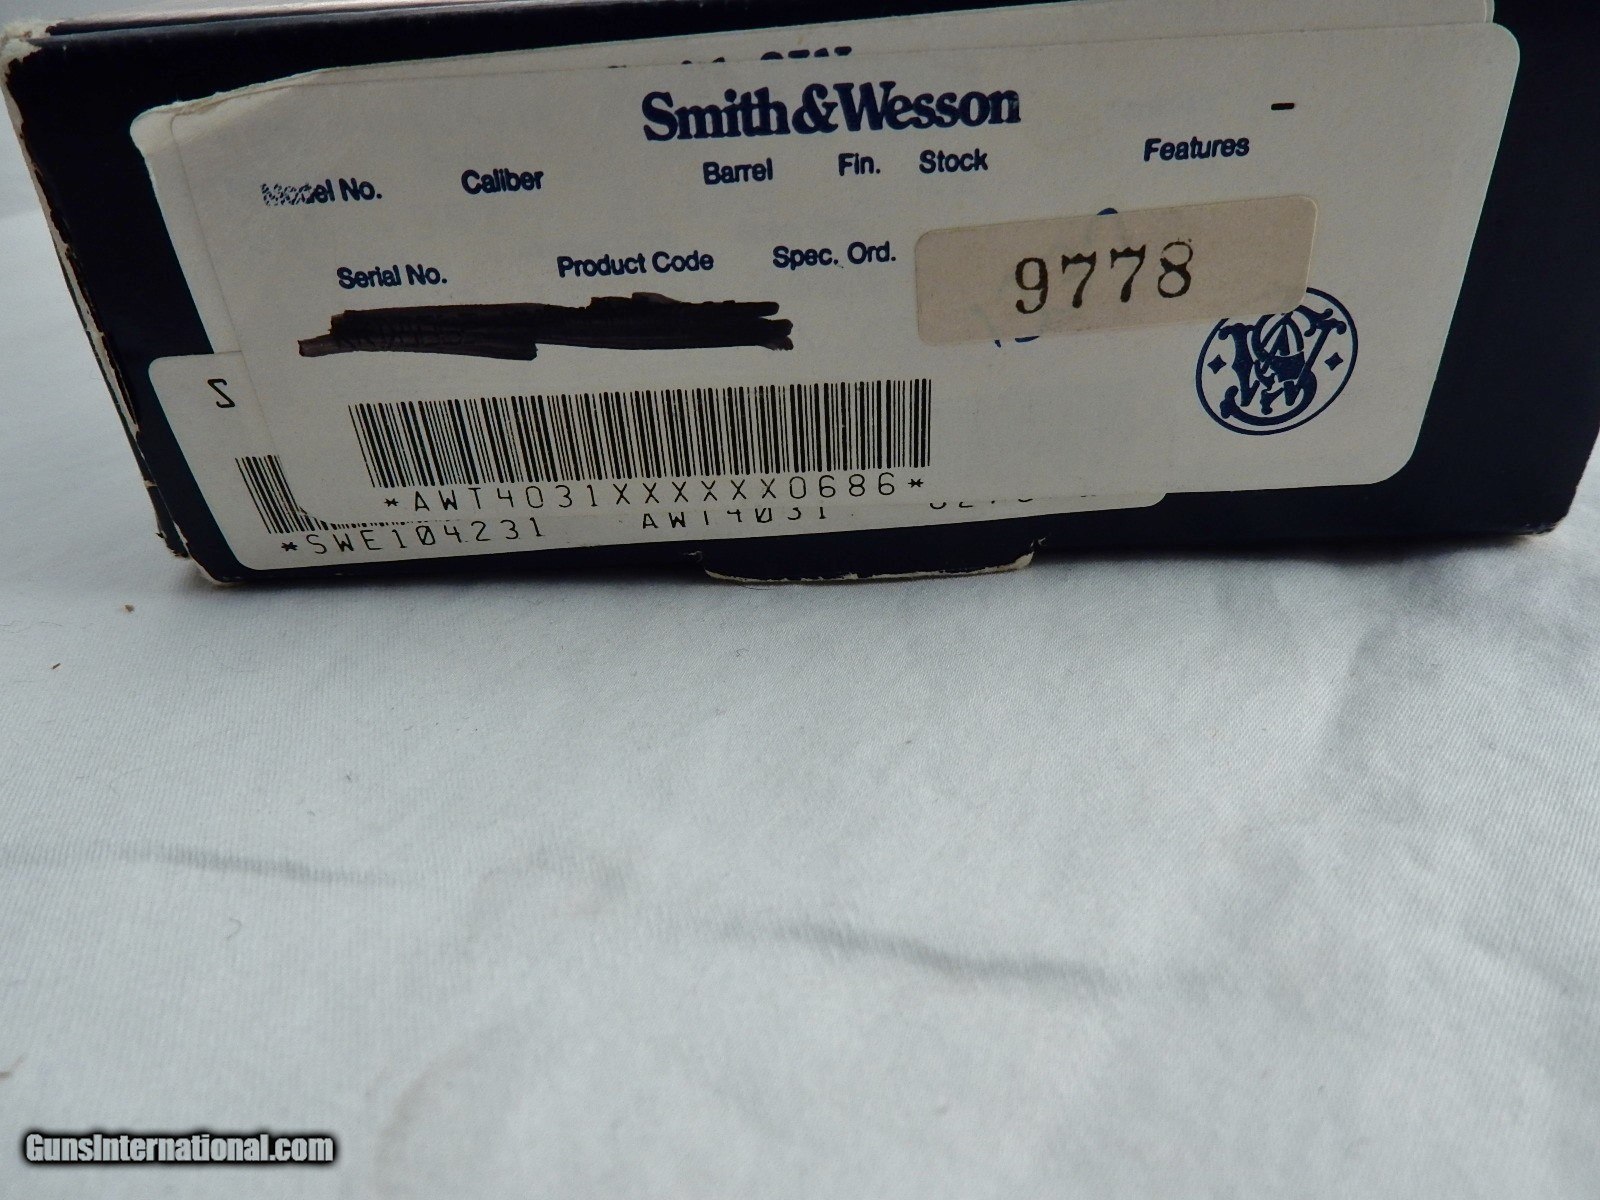 Smith & Wesson
Model No. Caliber Barrel Fin. Stock Features
Serial No. Product Code Spec. Ord.
9778
S
*AWT4031XXXXXX0686*
*SWE104231 AWT4031
GunsInternational.com